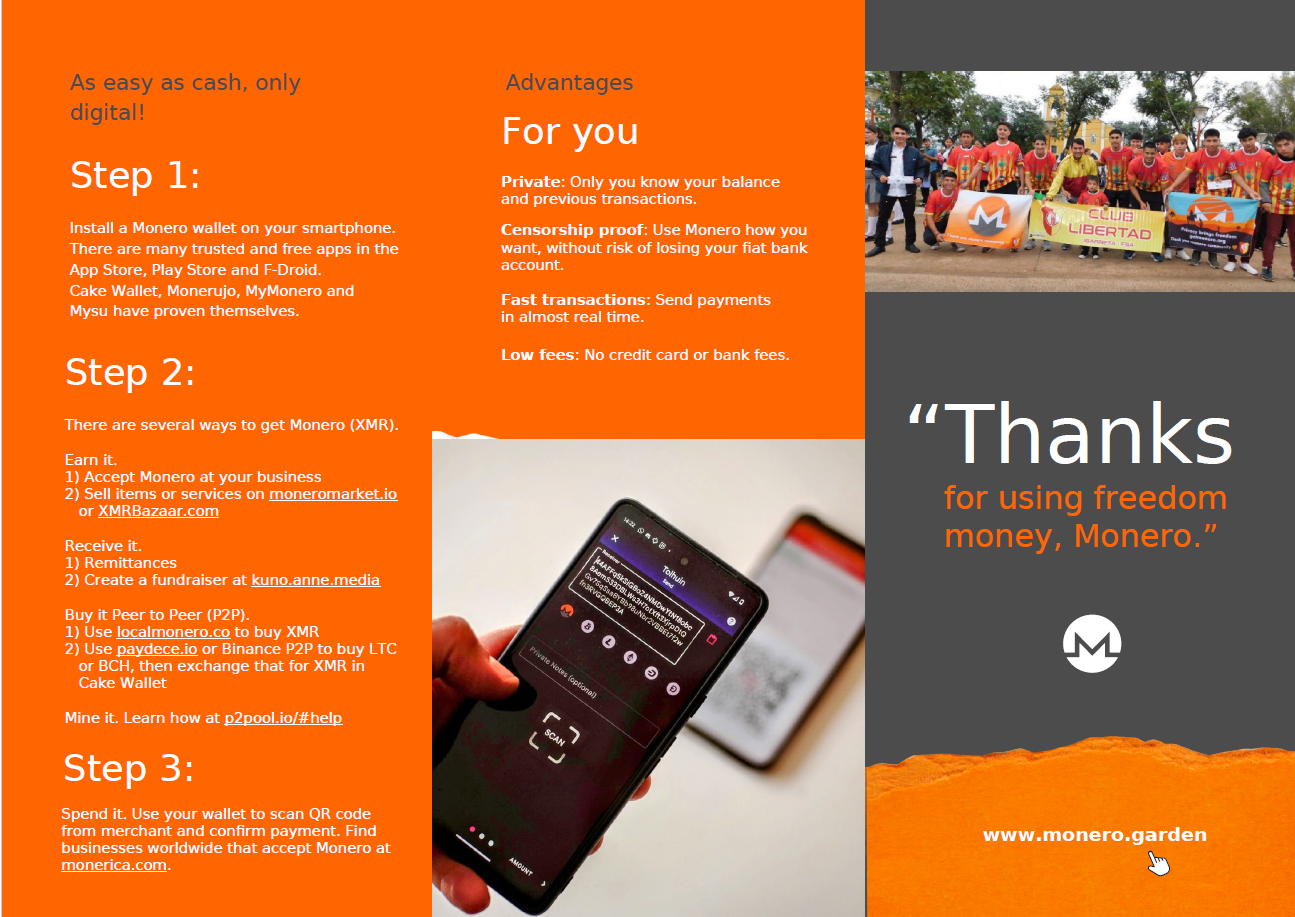 As easy as cash, only
digital!
Step 1:
Install a Monero wallet on your smartphone.
There are many trusted and free apps in the
App Store, Play Store and F-Droid.
Cake Wallet, Monerujo, MyMonero and
Mysu have proven themselves.
Step 2:
There are several ways to get Monero (XMR).
Earn it.
1) Accept Monero at your business
2) Sell items or services on moneromarket.io
or XMRBazaar.com
Receive it.
1) Remittances
2) Create a fundraiser at kuno.anne.media
Buy it Peer to Peer (P2P).
1) Use localmonero.co to buy XMR
2) Use paydece.io or Binance P2P to buy LTC
or BCH, then exchange that for XMR in
Cake Wallet
Mine it. Learn how at p2pool.io/#help
Step 3:
Spend it. Use your wallet to scan QR code
from merchant and confirm payment. Find
businesses worldwide that accept Monero at
monerica.com.
Advantages
For you
Private: Only you know your balance
and previous transactions.
Censorship proof: Use Monero how you
want, without risk of losing your fiat bank
account.
Fast transactions: Send payments
in almost real time.
Low fees: No credit card or bank fees.
14:22
Tolhuin
Send
Receiver
Private Notes (optional)
SCAN
AMOUNT
CLUB
LIBERTAD
Privacy brings freedom
getmonero.org
“Thanks
for using freedom
money, Monero.”
www.monero.garden